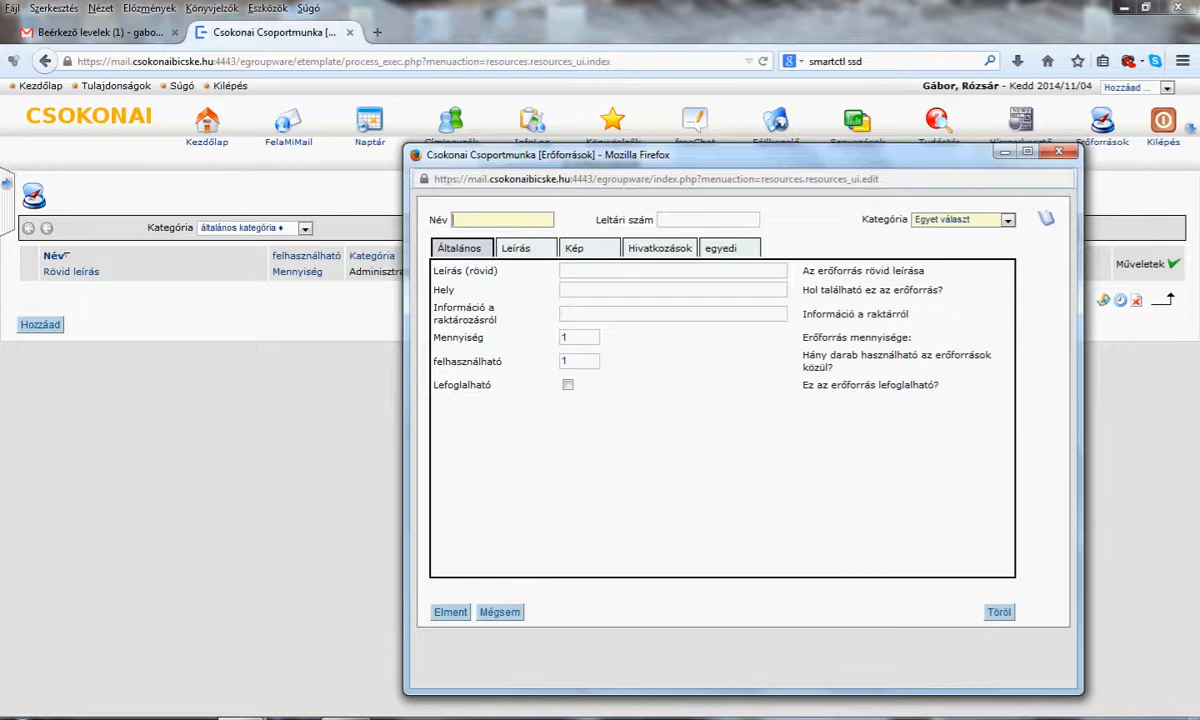 Fájl Szerkesztés Nézet Előzmények Könyvjelzők Eszközök Súgó
Beérkező levelek (1) - gabo... × Csokonai Csoportmunka [... × +
https://mail.csokonaibicske.hu:4443/egroupware/etemplate/process_exec.php?menuaction=resources.resources_ui.index
smartctl ssd
Kezdőlap Tulajdonságok Súgó Kilépés
Gábor, Rózsár - Kedd 2014/11/04 Hozzáad ...
CSOKONAI
Kezdőlap FelaMiMail Naptár Kilépés
Csokonai Csoportmunka [Erőforrások] - Mozilla Firefox
https://mail.csokonaibicske.hu:4443/egroupware/index.php?menuaction=resources.resources_ui.edit
Kategória általános kategória
Név felhasználható Kategória
Rövid leírás Mennyiség Adminisztra
Műveletek
Hozzáad
Név Leltári szám Kategória Egyet választ
Általános Leírás Kép Hivatkozások egyedi
Leírás (rövid) Az erőforrás rövid leírása
Hely Hol található ez az erőforrás?
Információ a
raktározásról Információ a raktárról
Mennyiség 1 Erőforrás mennyisége:
felhasználható 1 Hány darab használható az erőforrások
közül?
Lefoglalható Ez az erőforrás lefoglalható?
Elment Mégsem Töröl